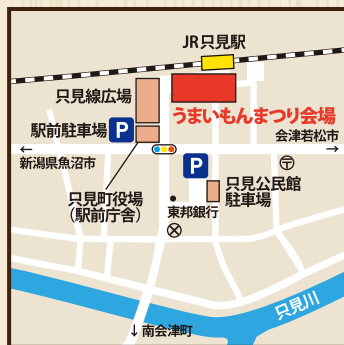 JR只見駅
只見線広場
うまいもんまつり会場
駅前駐車場
P
会津若松市
←
→
新潟県魚沼市
P
只見町役場
（駅前庁舎）
只見公民館
駐車場
東邦銀行
只見川
↓南会津町